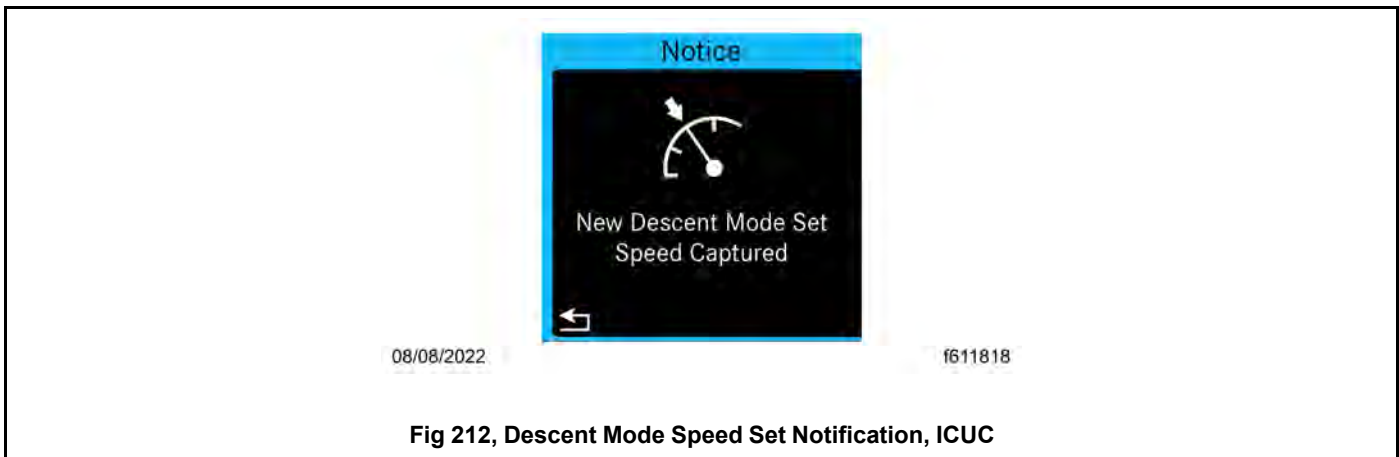 Notice
New Descent Mode Set
Speed Captured
08/08/2022
f611818
Fig 212, Descent Mode Speed Set Notification, ICUC